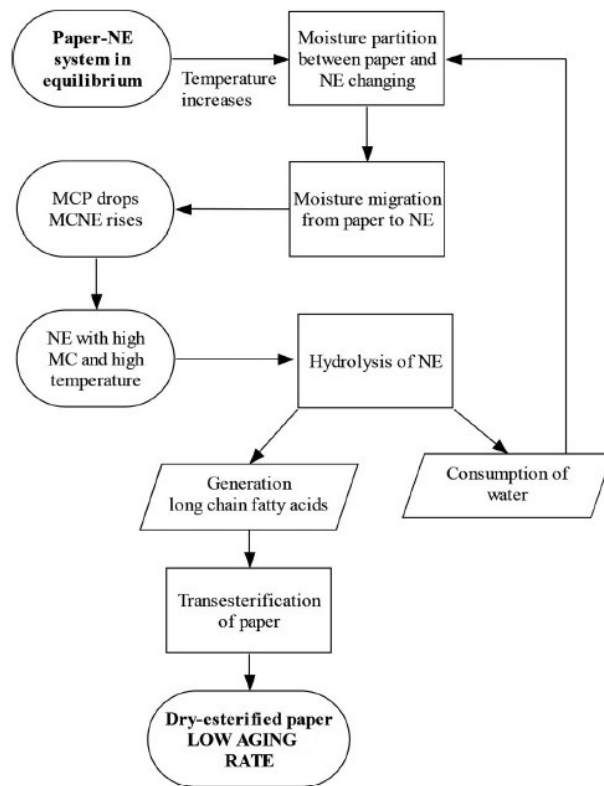 Paper-NE
system in
equilibrium
Temperature
increases
Moisture partition
between paper and
NE changing
Moisture migration
from paper to NE
MCP drops
MCNE rises
NE with high
MC and high
temperature
Hydrolysis of NE
Generation
long chain fatty acids
Consumption of
water
Transesterification
of paper
Dry-esterified paper
LOW AGING
RATE